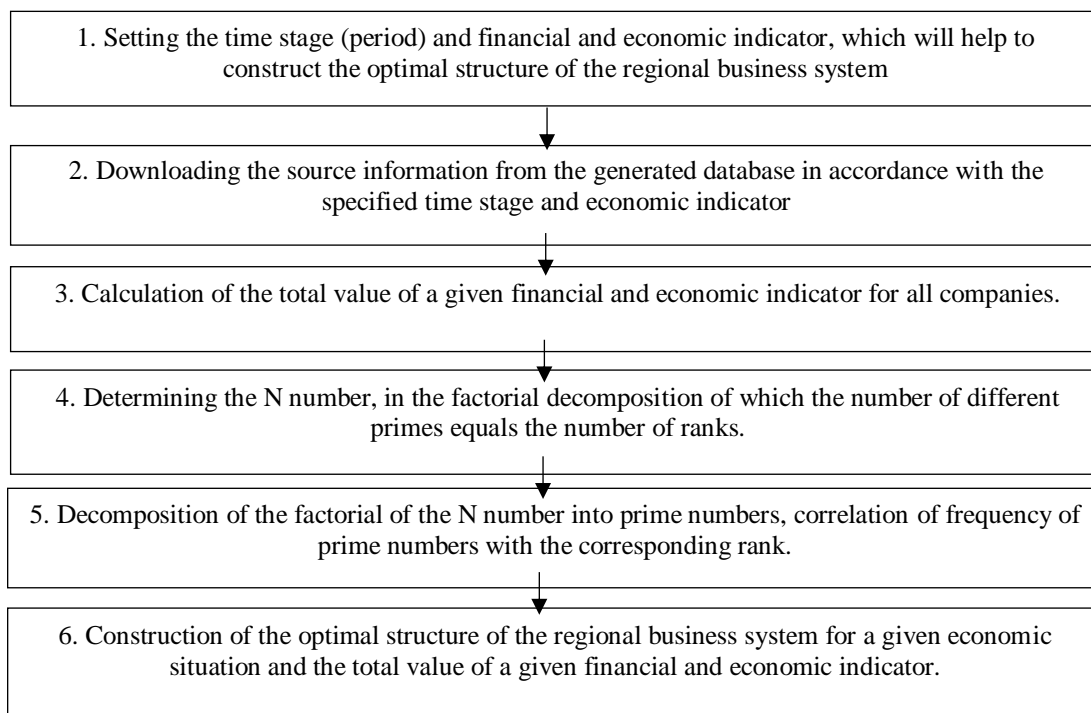 1. Setting the time stage (period) and financial and economic indicator, which will help to
construct the optimal structure of the regional business system
2. Downloading the source information from the generated database in accordance with the
specified time stage and economic indicator
3. Calculation of the total value of a given financial and economic indicator for all companies.
4. Determining the N number, in the factorial decomposition of which the number of different
primes equals the number of ranks.
5. Decomposition of the factorial of the N number into prime numbers, correlation of frequency of
prime numbers with the corresponding rank.
6. Construction of the optimal structure of the regional business system for a given economic
situation and the total value of a given financial and economic indicator.